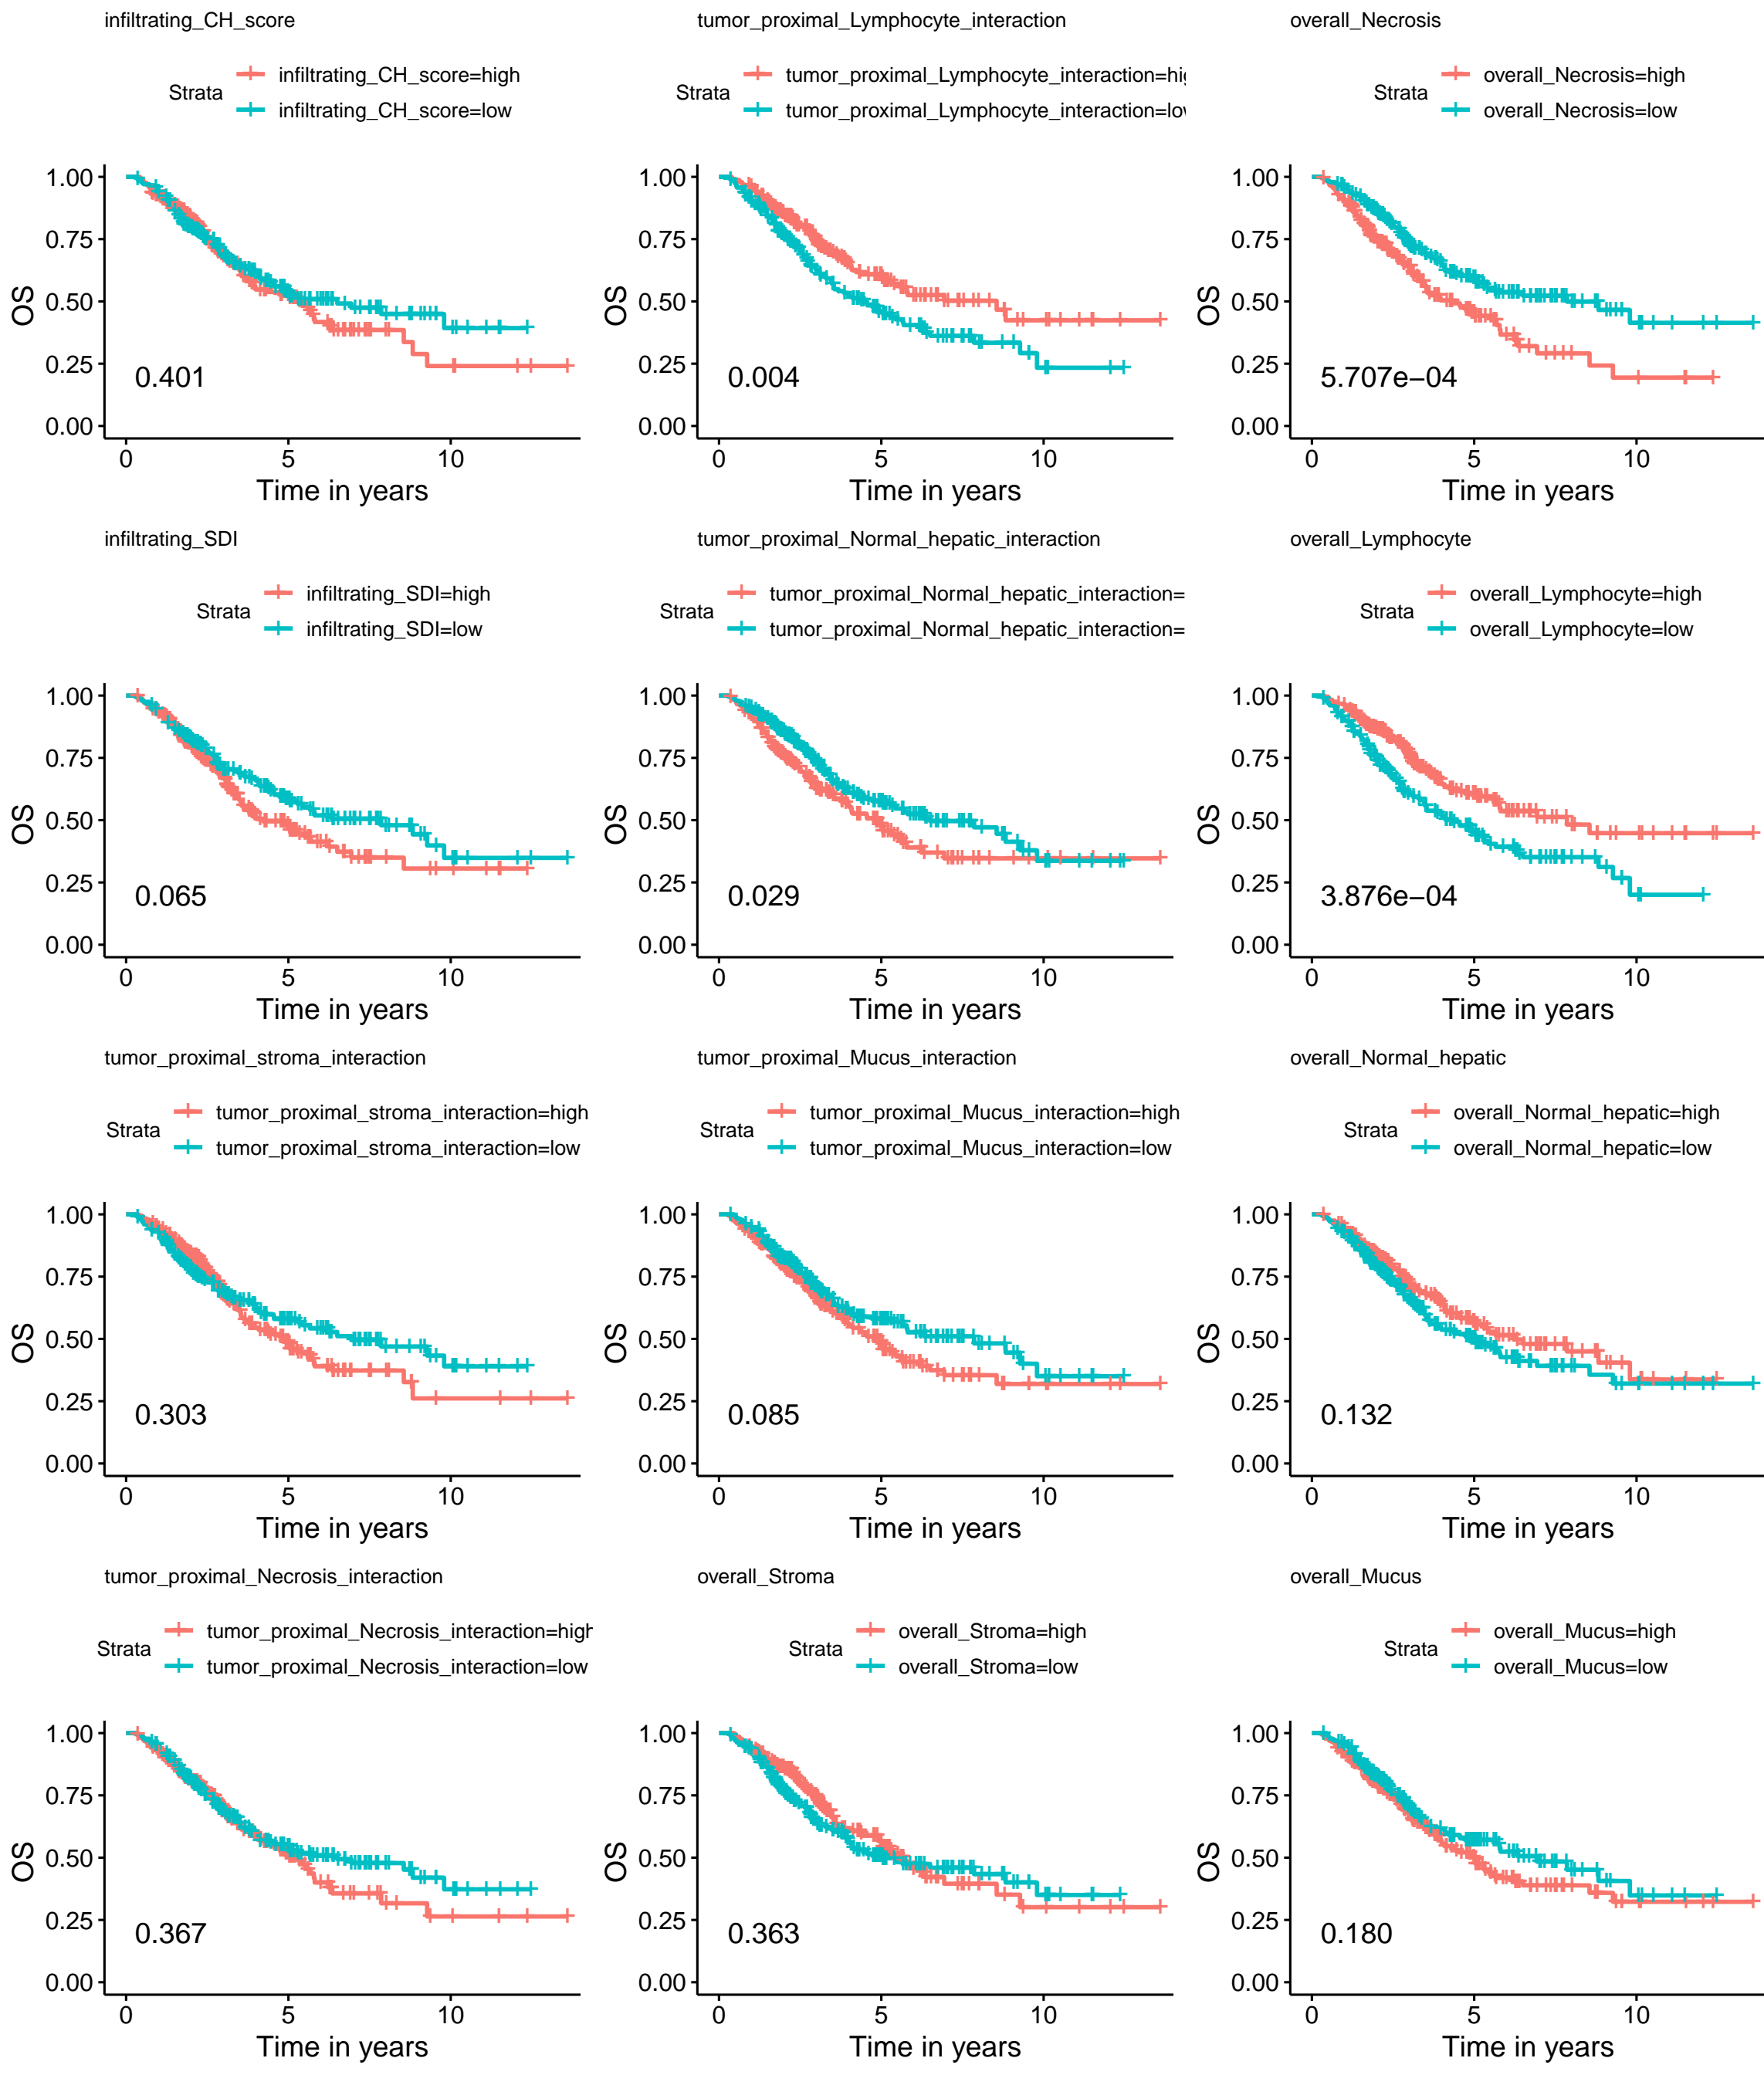 infiltrating_CH_score
Strata
infiltrating_CH_score=high
infiltrating_CH_score=low
OS
1.00
0.75
0.50
0.25
0.00
0.401
0 5 10
Time in years
tumor_proximal_Lymphocyte_interaction
Strata
tumor_proximal_Lymphocyte_interaction=hig
tumor_proximal_Lymphocyte_interaction=low
OS
1.00
0.75
0.50
0.25
0.00
0.004
0 5 10
Time in years
overall_Necrosis
Strata
overall_Necrosis=high
overall_Necrosis=low
OS
1.00
0.75
0.50
0.25
0.00
5.707e−04
0 5 10
Time in years
infiltrating_SDI
Strata
infiltrating_SDI=high
infiltrating_SDI=low
OS
1.00
0.75
0.50
0.25
0.00
0.065
0 5 10
Time in years
tumor_proximal_Normal_hepatic_interaction
Strata
tumor_proximal_Normal_hepatic_interaction=
tumor_proximal_Normal_hepatic_interaction=
OS
1.00
0.75
0.50
0.25
0.00
0.029
0 5 10
Time in years
overall_Lymphocyte
Strata
overall_Lymphocyte=high
overall_Lymphocyte=low
OS
1.00
0.75
0.50
0.25
0.00
3.876e−04
0 5 10
Time in years
tumor_proximal_stroma_interaction
Strata
tumor_proximal_stroma_interaction=high
tumor_proximal_stroma_interaction=low
OS
1.00
0.75
0.50
0.25
0.00
0.303
0 5 10
Time in years
tumor_proximal_Mucus_interaction
Strata
tumor_proximal_Mucus_interaction=high
tumor_proximal_Mucus_interaction=low
OS
1.00
0.75
0.50
0.25
0.00
0.085
0 5 10
Time in years
overall_Normal_hepatic
Strata
overall_Normal_hepatic=high
overall_Normal_hepatic=low
OS
1.00
0.75
0.50
0.25
0.00
0.132
0 5 10
Time in years
tumor_proximal_Necrosis_interaction
Strata
tumor_proximal_Necrosis_interaction=high
tumor_proximal_Necrosis_interaction=low
OS
1.00
0.75
0.50
0.25
0.00
0.367
0 5 10
Time in years
overall_Stroma
Strata
overall_Stroma=high
overall_Stroma=low
OS
1.00
0.75
0.50
0.25
0.00
0.363
0 5 10
Time in years
overall_Mucus
Strata
overall_Mucus=high
overall_Mucus=low
OS
1.00
0.75
0.50
0.25
0.00
0.180
0 5 10
Time in years